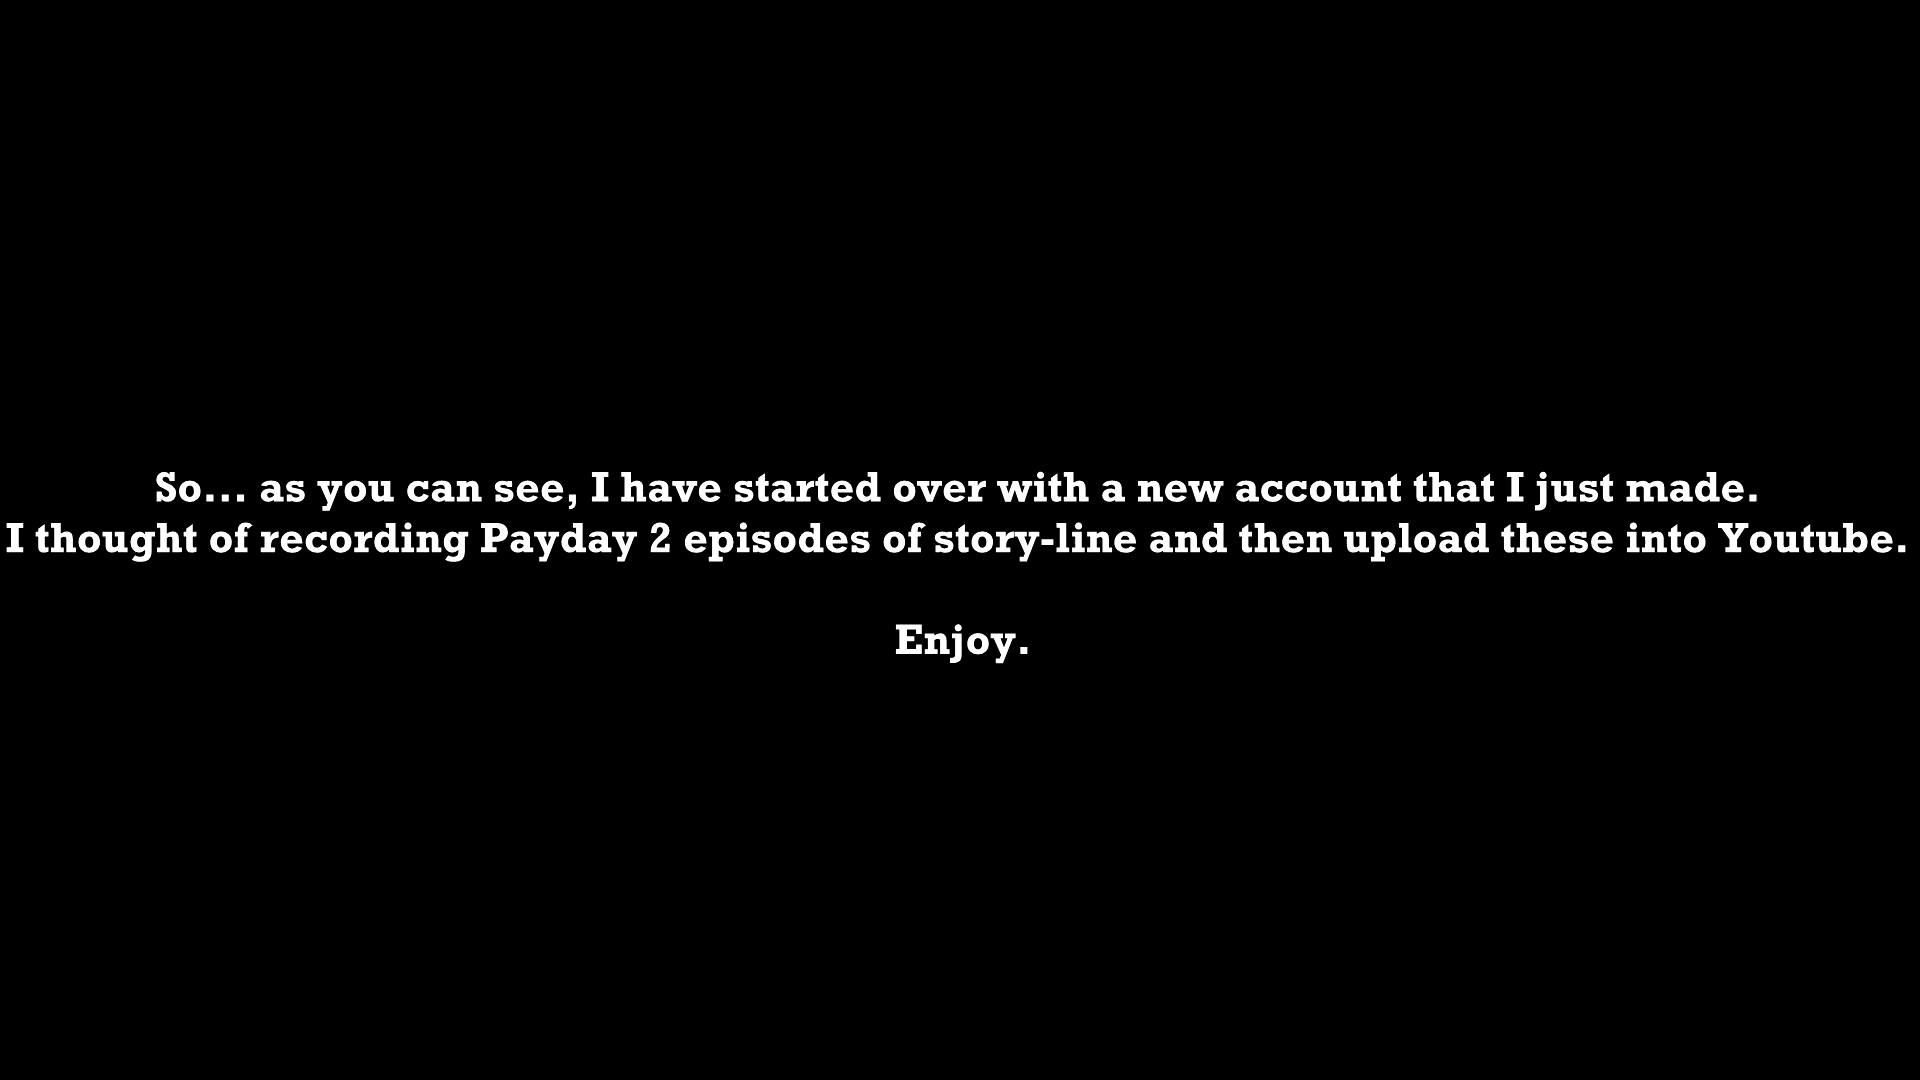 So... as you can see, I have started over with a new account that I just made.
I thought of recording Payday 2 episodes of story-line and then upload these into Youtube.
Enjoy.